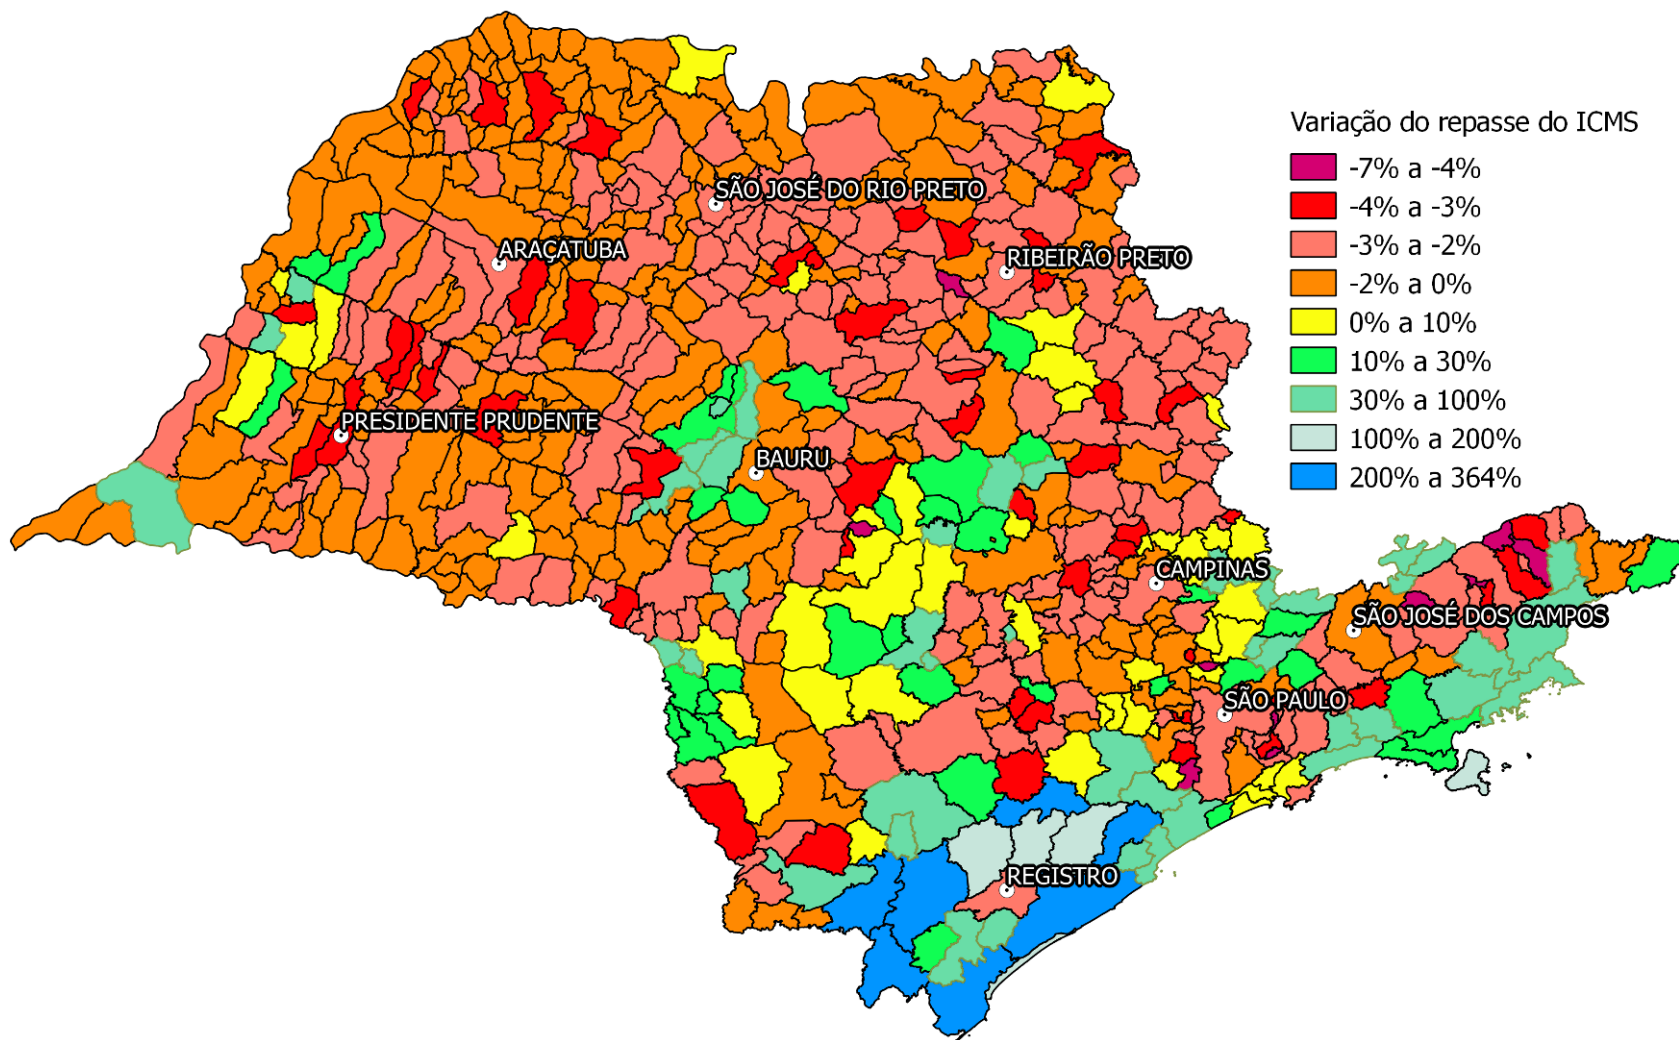 Variação do repasse do ICMS
-7% a -4%
-4% a -3%
-3% a -2%
-2% a 0%
0% a 10%
10% a 30%
30% a 100%
100% a 200%
200% a 364%
SÃO JOSÉ DO RIO PRETO
ARAÇATUBA
RIBEIRÃO PRETO
PRESIDENTE PRUDENTE
BAURU
CAMPINAS
SÃO JOSÉ DOS CAMPOS
SÃO PAULO
REGISTRO